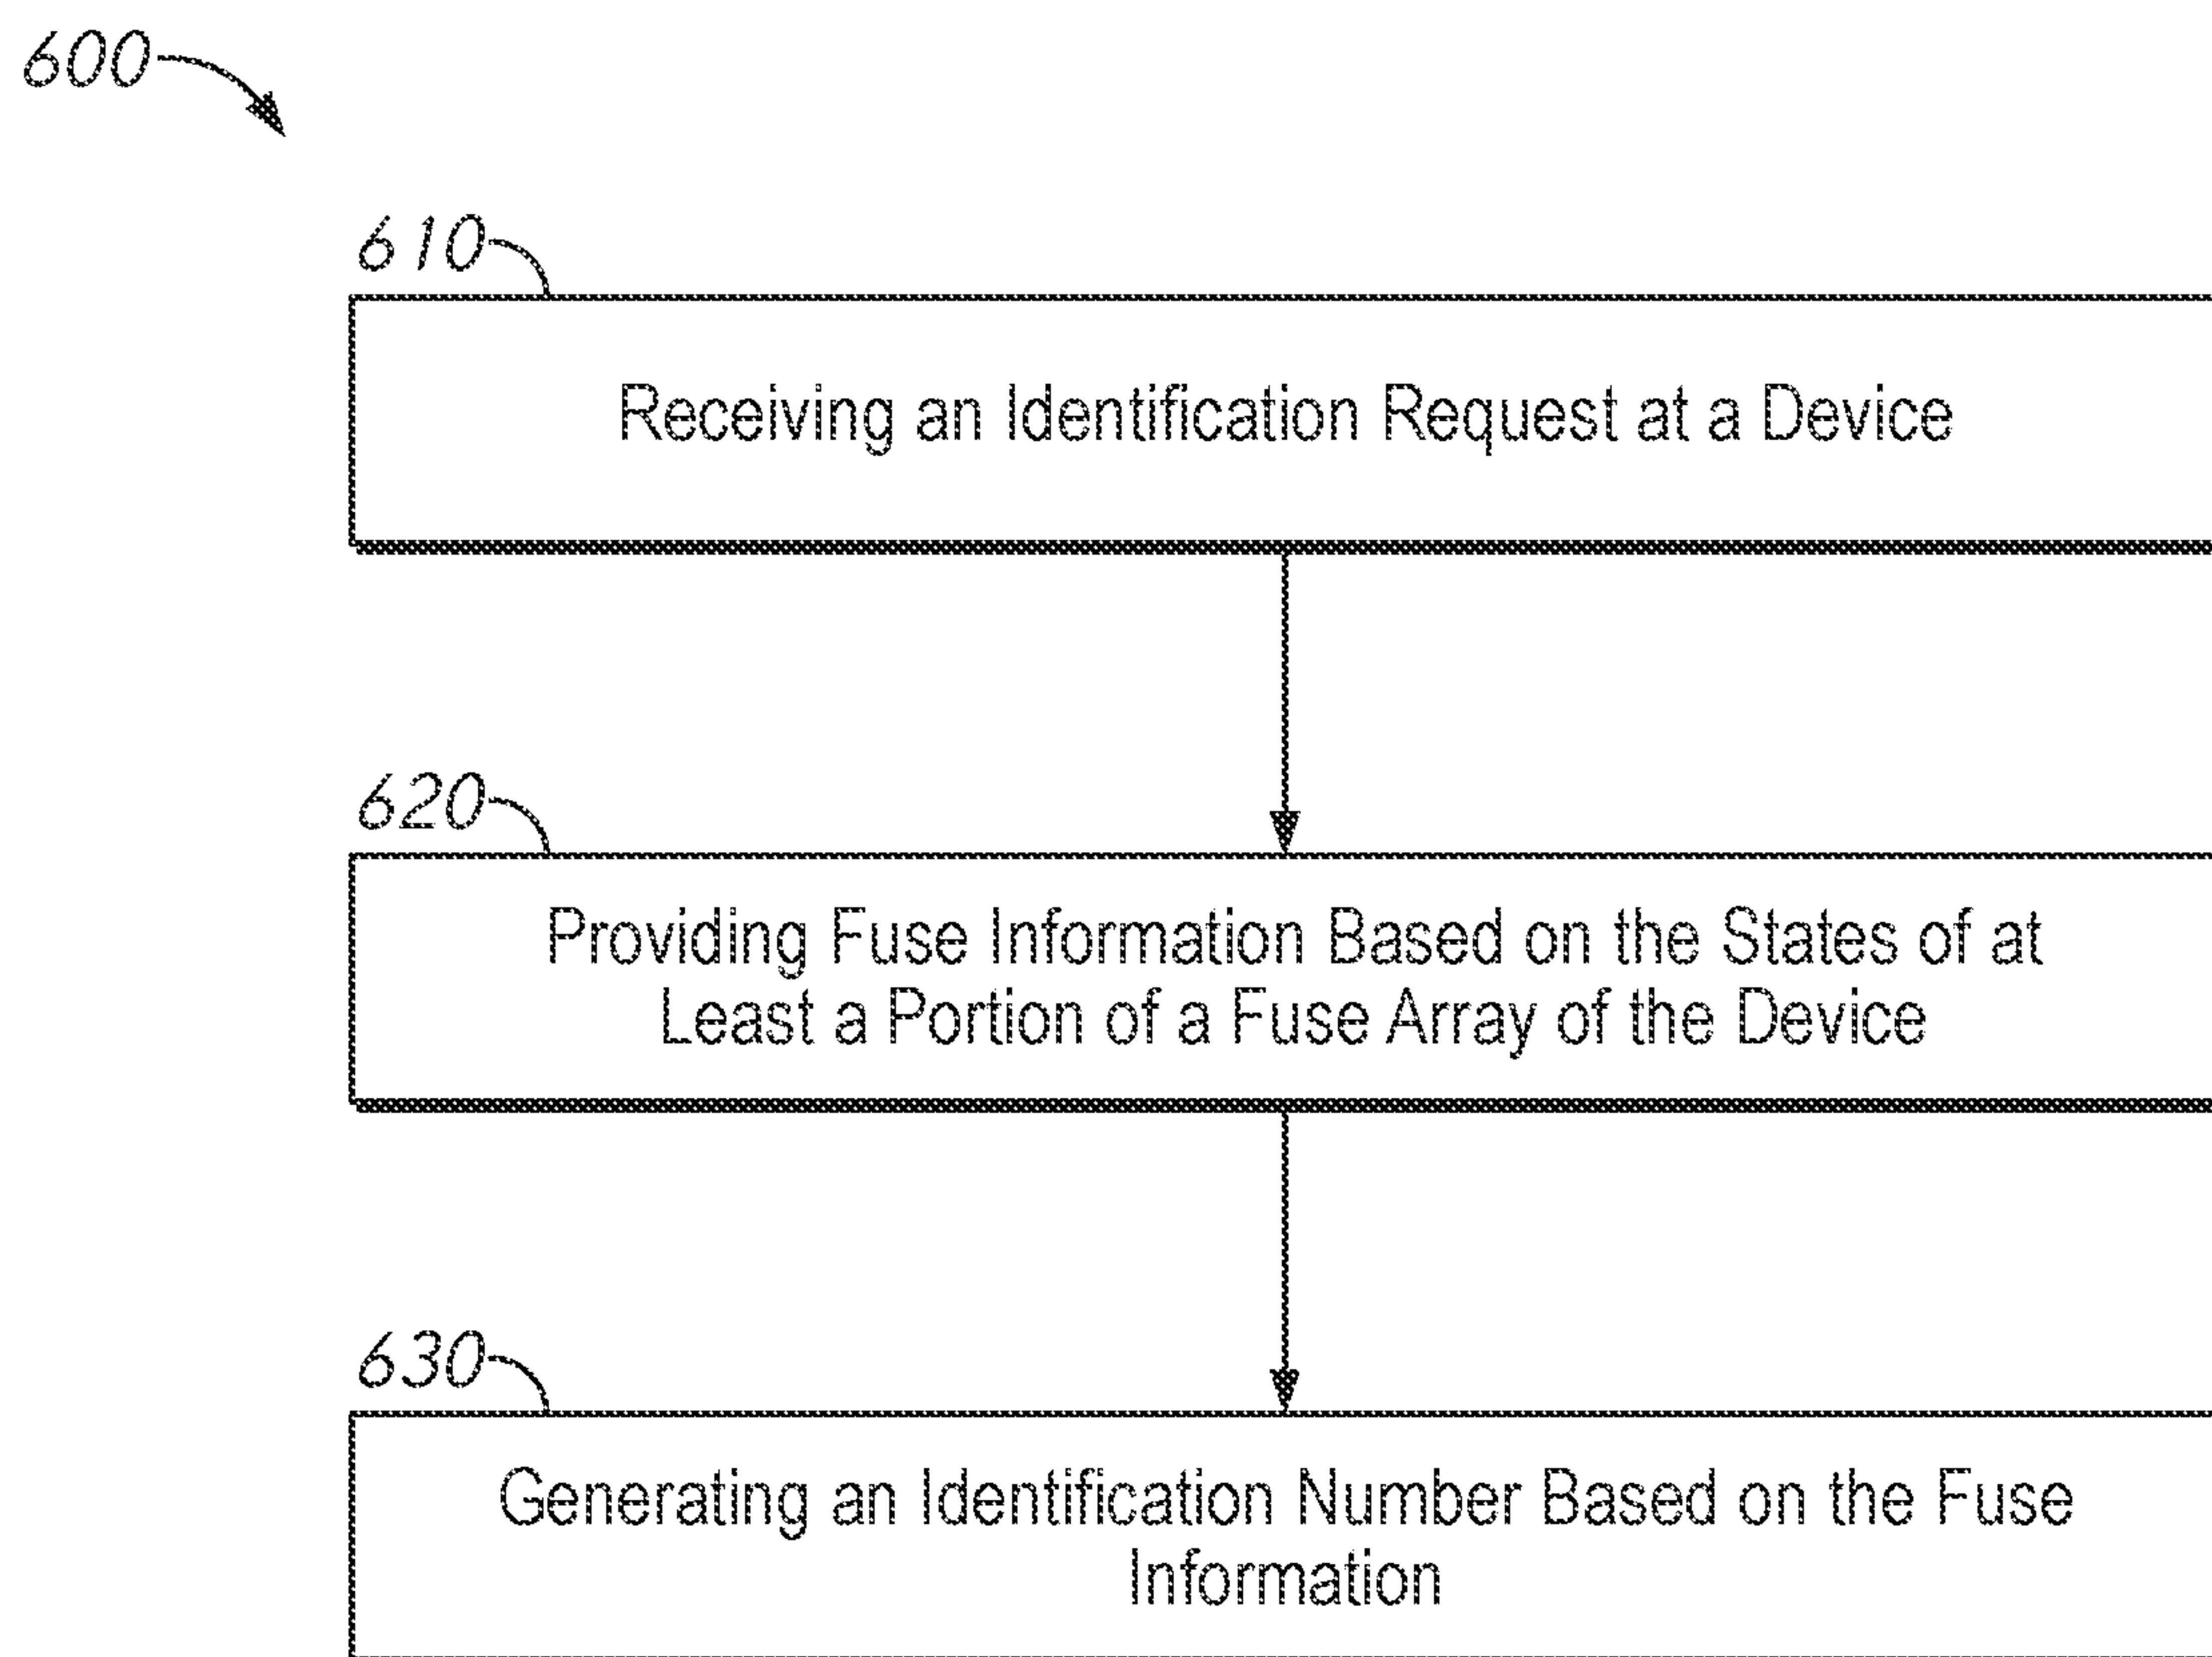 600
610
Receiving an Identification Request at a Device
620
Providing Fuse Information Based on the States of at
Least a Portion of a Fuse Array of the Device
630
Generating an Identification Number Based on the Fuse
Information